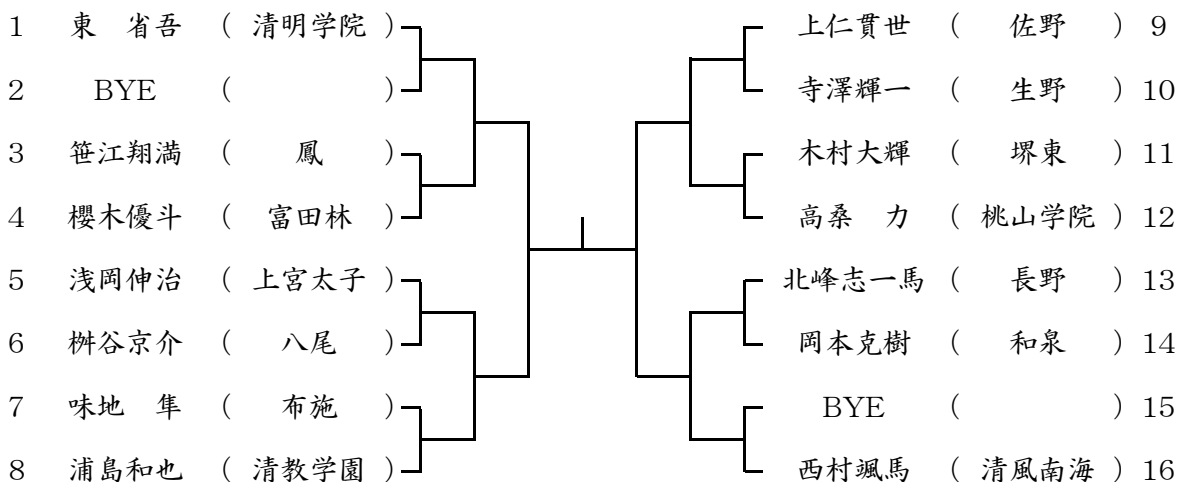 1 東 省吾 ( 清明学院 ) 上仁貫世 ( 佐野 ) 9
2 BYE ( ) 寺澤輝一 ( 生野 ) 10
3 笹江翔満 ( 鳳 ) 木村大輝 ( 堺東 ) 11
4 櫻木優斗 ( 富田林 ) 高桑 力 ( 桃山学院 ) 12
5 浅岡伸治 ( 上宮太子 ) 北峰志一馬 ( 長野 ) 13
6 桝谷京介 ( 八尾 ) 岡本克樹 ( 和泉 ) 14
7 味地 隼 ( 布施 ) BYE ( ) 15
8 浦島和也 ( 清教学園 ) 西村颯馬 ( 清風南海 ) 16